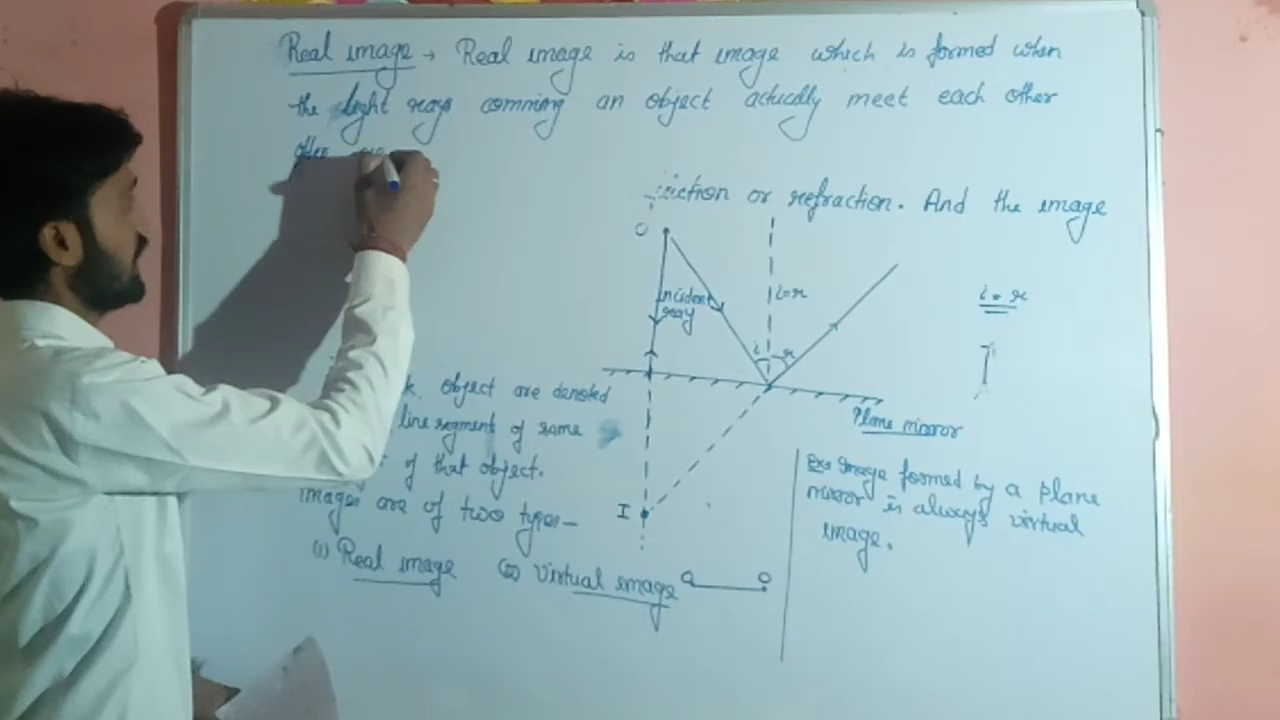 Real image → Real image is that image which is formed when
the light rays comming an object actually meet each other
after
or refraction. And the image
O
Incident
ray
i=r
i r
i = r
Plane mirror
object are denoted
line segment of same
of that object.
images are of two types—
I
(i) Real image (ii) Virtual image
Ex- Image formed by a plane
mirror is always virtual
image.